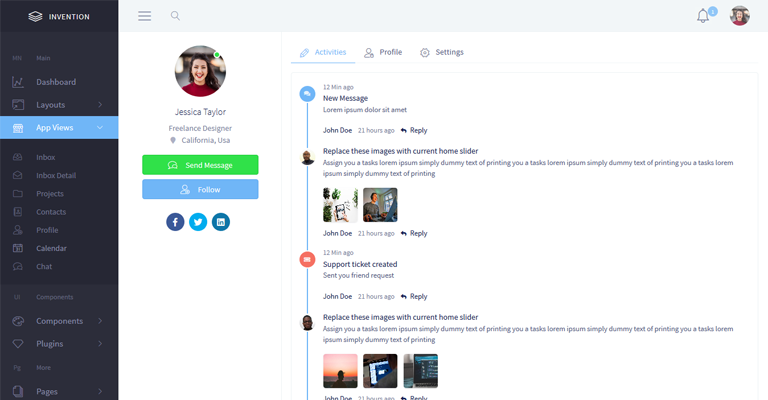 INVENTION
1
MN Main
Dashboard
Layouts
App Views
Inbox
Inbox Detail
Projects
Contacts
Profile
Calendar
Chat
UI Components
Components
Plugins
Pg More
Pages
Jessica Taylor
Freelance Designer
California, Usa
Send Message
Follow
Activities Profile Settings
12 Min ago
New Message
Lorem ipsum dolor sit amet
John Doe 21 hours ago Reply
Replace these images with current home slider
Assign you a tasks lorem ipsum simply dummy text of printing you a tasks lorem ipsum simply dummy text of printing you a tasks lorem
ipsum simply dummy text of printing
John Doe 21 hours ago Reply
12 Min ago
Support ticket created
Sent you friend request
John Doe 21 hours ago Reply
Replace these images with current home slider
Assign you a tasks lorem ipsum simply dummy text of printing you a tasks lorem ipsum simply dummy text of printing you a tasks lorem
ipsum simply dummy text of printing
John Doe 21 hours ago Reply